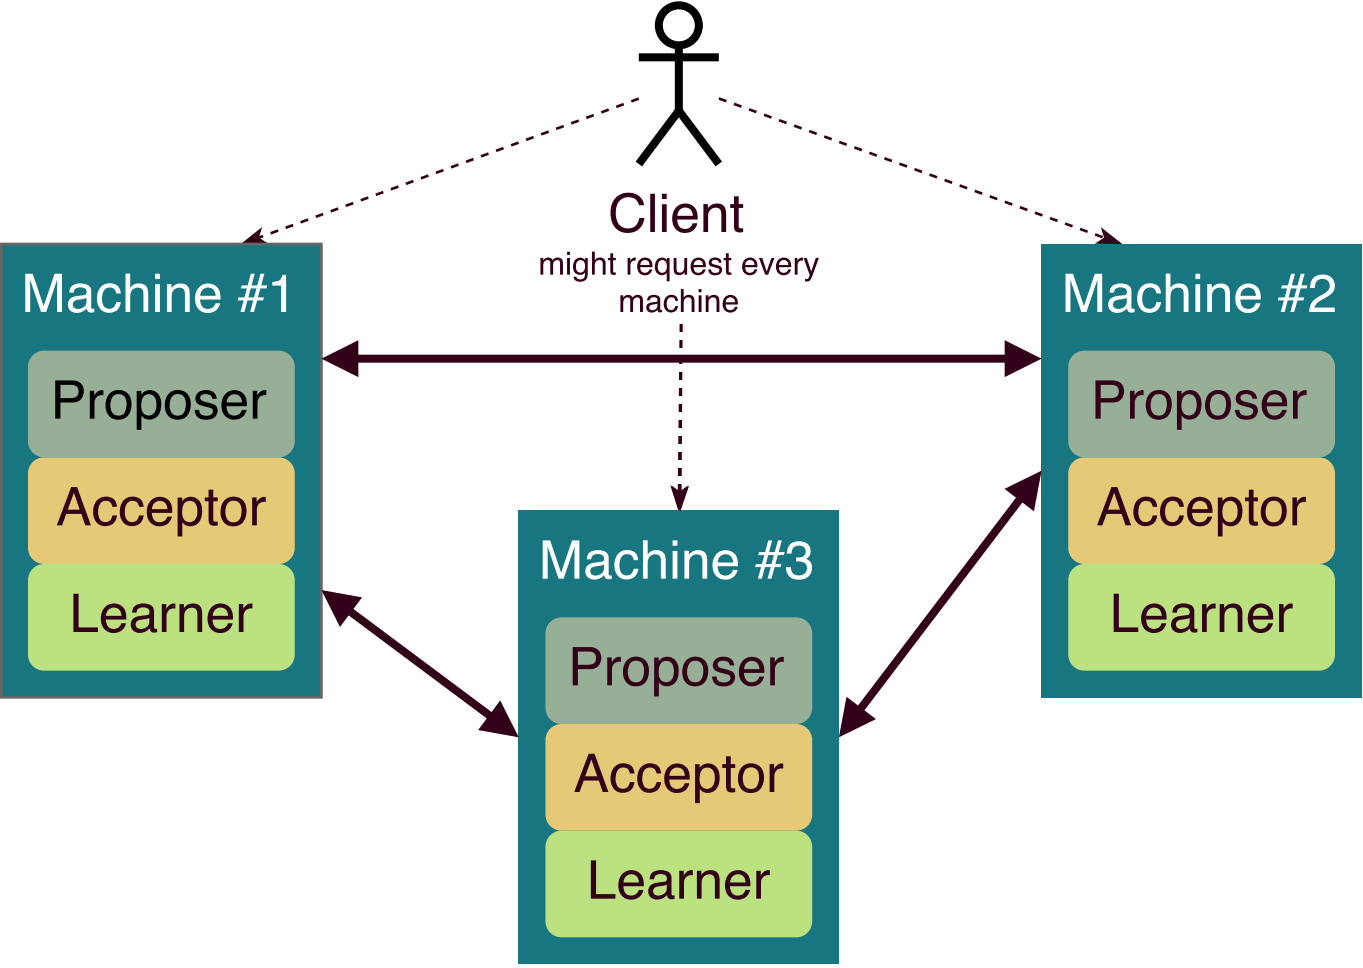 Client
might request every
machine
Machine #1
Proposer
Acceptor
Learner
Machine #2
Proposer
Acceptor
Learner
Machine #3
Proposer
Acceptor
Learner